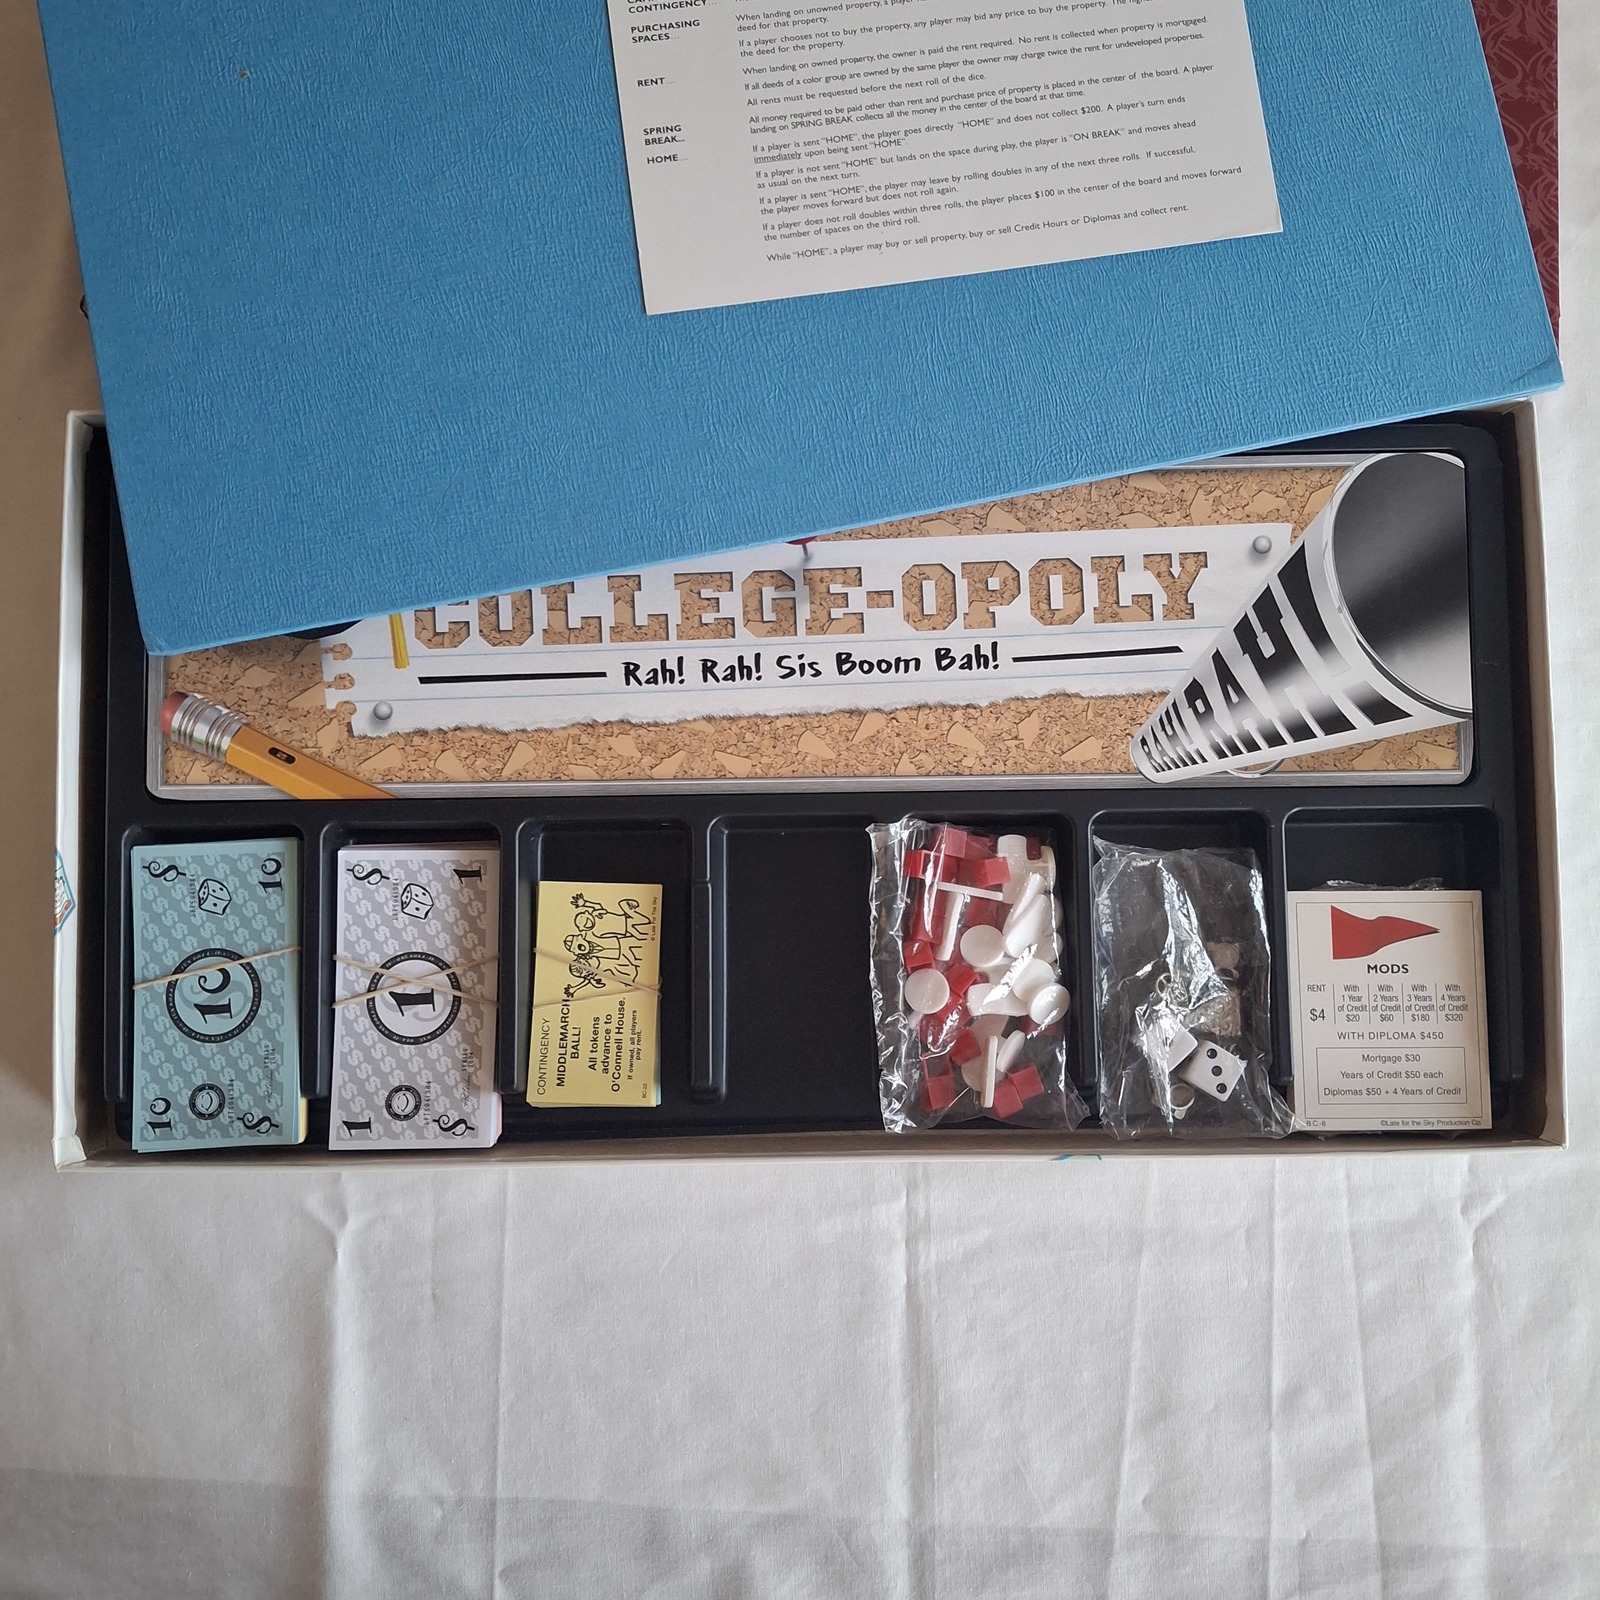 CONTINGENCY...
PURCHASING
SPACES...
When landing on unowned property, a player
deed for that property.
If a player chooses not to buy the property, any player may bid any price to buy the property. The
the deed for the property.
RENT...
When landing on owned property, the owner is paid the rent required. No rent is collected when property is mortgaged.
If all deeds of a color group are owned by the same player the owner may charge twice the rent for undeveloped properties.
All rents must be requested before the next roll of the dice.
SPRING
BREAK...
All money required to be paid other than rent and purchase price of property is placed in the center of the board. A player
landing on SPRING BREAK collects all the money in the center of the board at that time.
HOME...
If a player is sent "HOME", the player goes directly "HOME" and does not collect $200. A player's turn ends
immediately upon being sent "HOME".
If a player is not sent "HOME" but lands on the space during play, the player is "ON BREAK" and moves ahead
as usual on the next turn.
If a player is sent "HOME", the player may leave by rolling doubles in any of the next three rolls. If successful,
the player moves forward but does not roll again.
If a player does not roll doubles within three rolls, the player places $100 in the center of the board and moves forward
the number of spaces on the third roll.
While "HOME", a player may buy or sell property, buy or sell Credit Hours or Diplomas and collect rent.
COLLEGE-OPOLY
Rah! Rah! Sis Boom Bah!
RAH! RAH!
$ 10
10
10 $
$ 1
1
1 $
CONTINGENCY
MIDDLEMARCH
BALL!
All tokens
advance to
O'Connell House.
If owned, all players
pay rent.
© Late For The Sky
MODS
RENT
$4
With
1 Year
of Credit
$20
With
2 Years
of Credit
$60
With
3 Years
of Credit
$180
With
4 Years
of Credit
$320
WITH DIPLOMA $450
Mortgage $30
Years of Credit $50 each
Diplomas $50 + 4 Years of Credit
B.C.-6
©Late for the Sky Production Co.